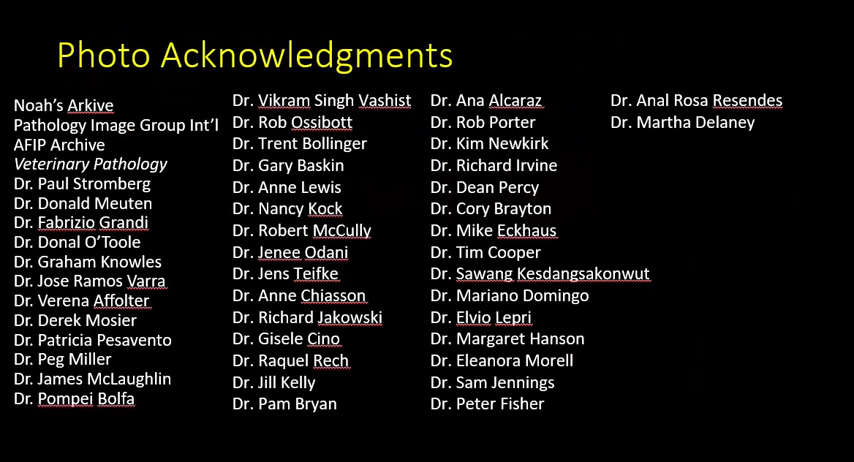 Photo Acknowledgments
Noah's Arkive
Pathology Image Group Int'l
AFIP Archive
Veterinary Pathology
Dr. Paul Stromberg
Dr. Donald Meuten
Dr. Fabrizio Grandi
Dr. Donal O'Toole
Dr. Graham Knowles
Dr. Jose Ramos Varra
Dr. Verena Affolter
Dr. Derek Mosier
Dr. Patricia Pesavento
Dr. Peg Miller
Dr. James McLaughlin
Dr. Pompei Bolfa
Dr. Vikram Singh Vashist
Dr. Rob Ossibott
Dr. Trent Bollinger
Dr. Gary Baskin
Dr. Anne Lewis
Dr. Nancy Kock
Dr. Robert McCully
Dr. Jenee Odani
Dr. Jens Teifke
Dr. Anne Chiasson
Dr. Richard Jakowski
Dr. Gisele Cino
Dr. Raquel Rech
Dr. Jill Kelly
Dr. Pam Bryan
Dr. Ana Alcaraz
Dr. Rob Porter
Dr. Kim Newkirk
Dr. Richard Irvine
Dr. Dean Percy
Dr. Cory Brayton
Dr. Mike Eckhaus
Dr. Tim Cooper
Dr. Sawang Kesdangsakonwut
Dr. Mariano Domingo
Dr. Elvio Lepri
Dr. Margaret Hanson
Dr. Eleanora Morell
Dr. Sam Jennings
Dr. Peter Fisher
Dr. Anal Rosa Resendes
Dr. Martha Delaney